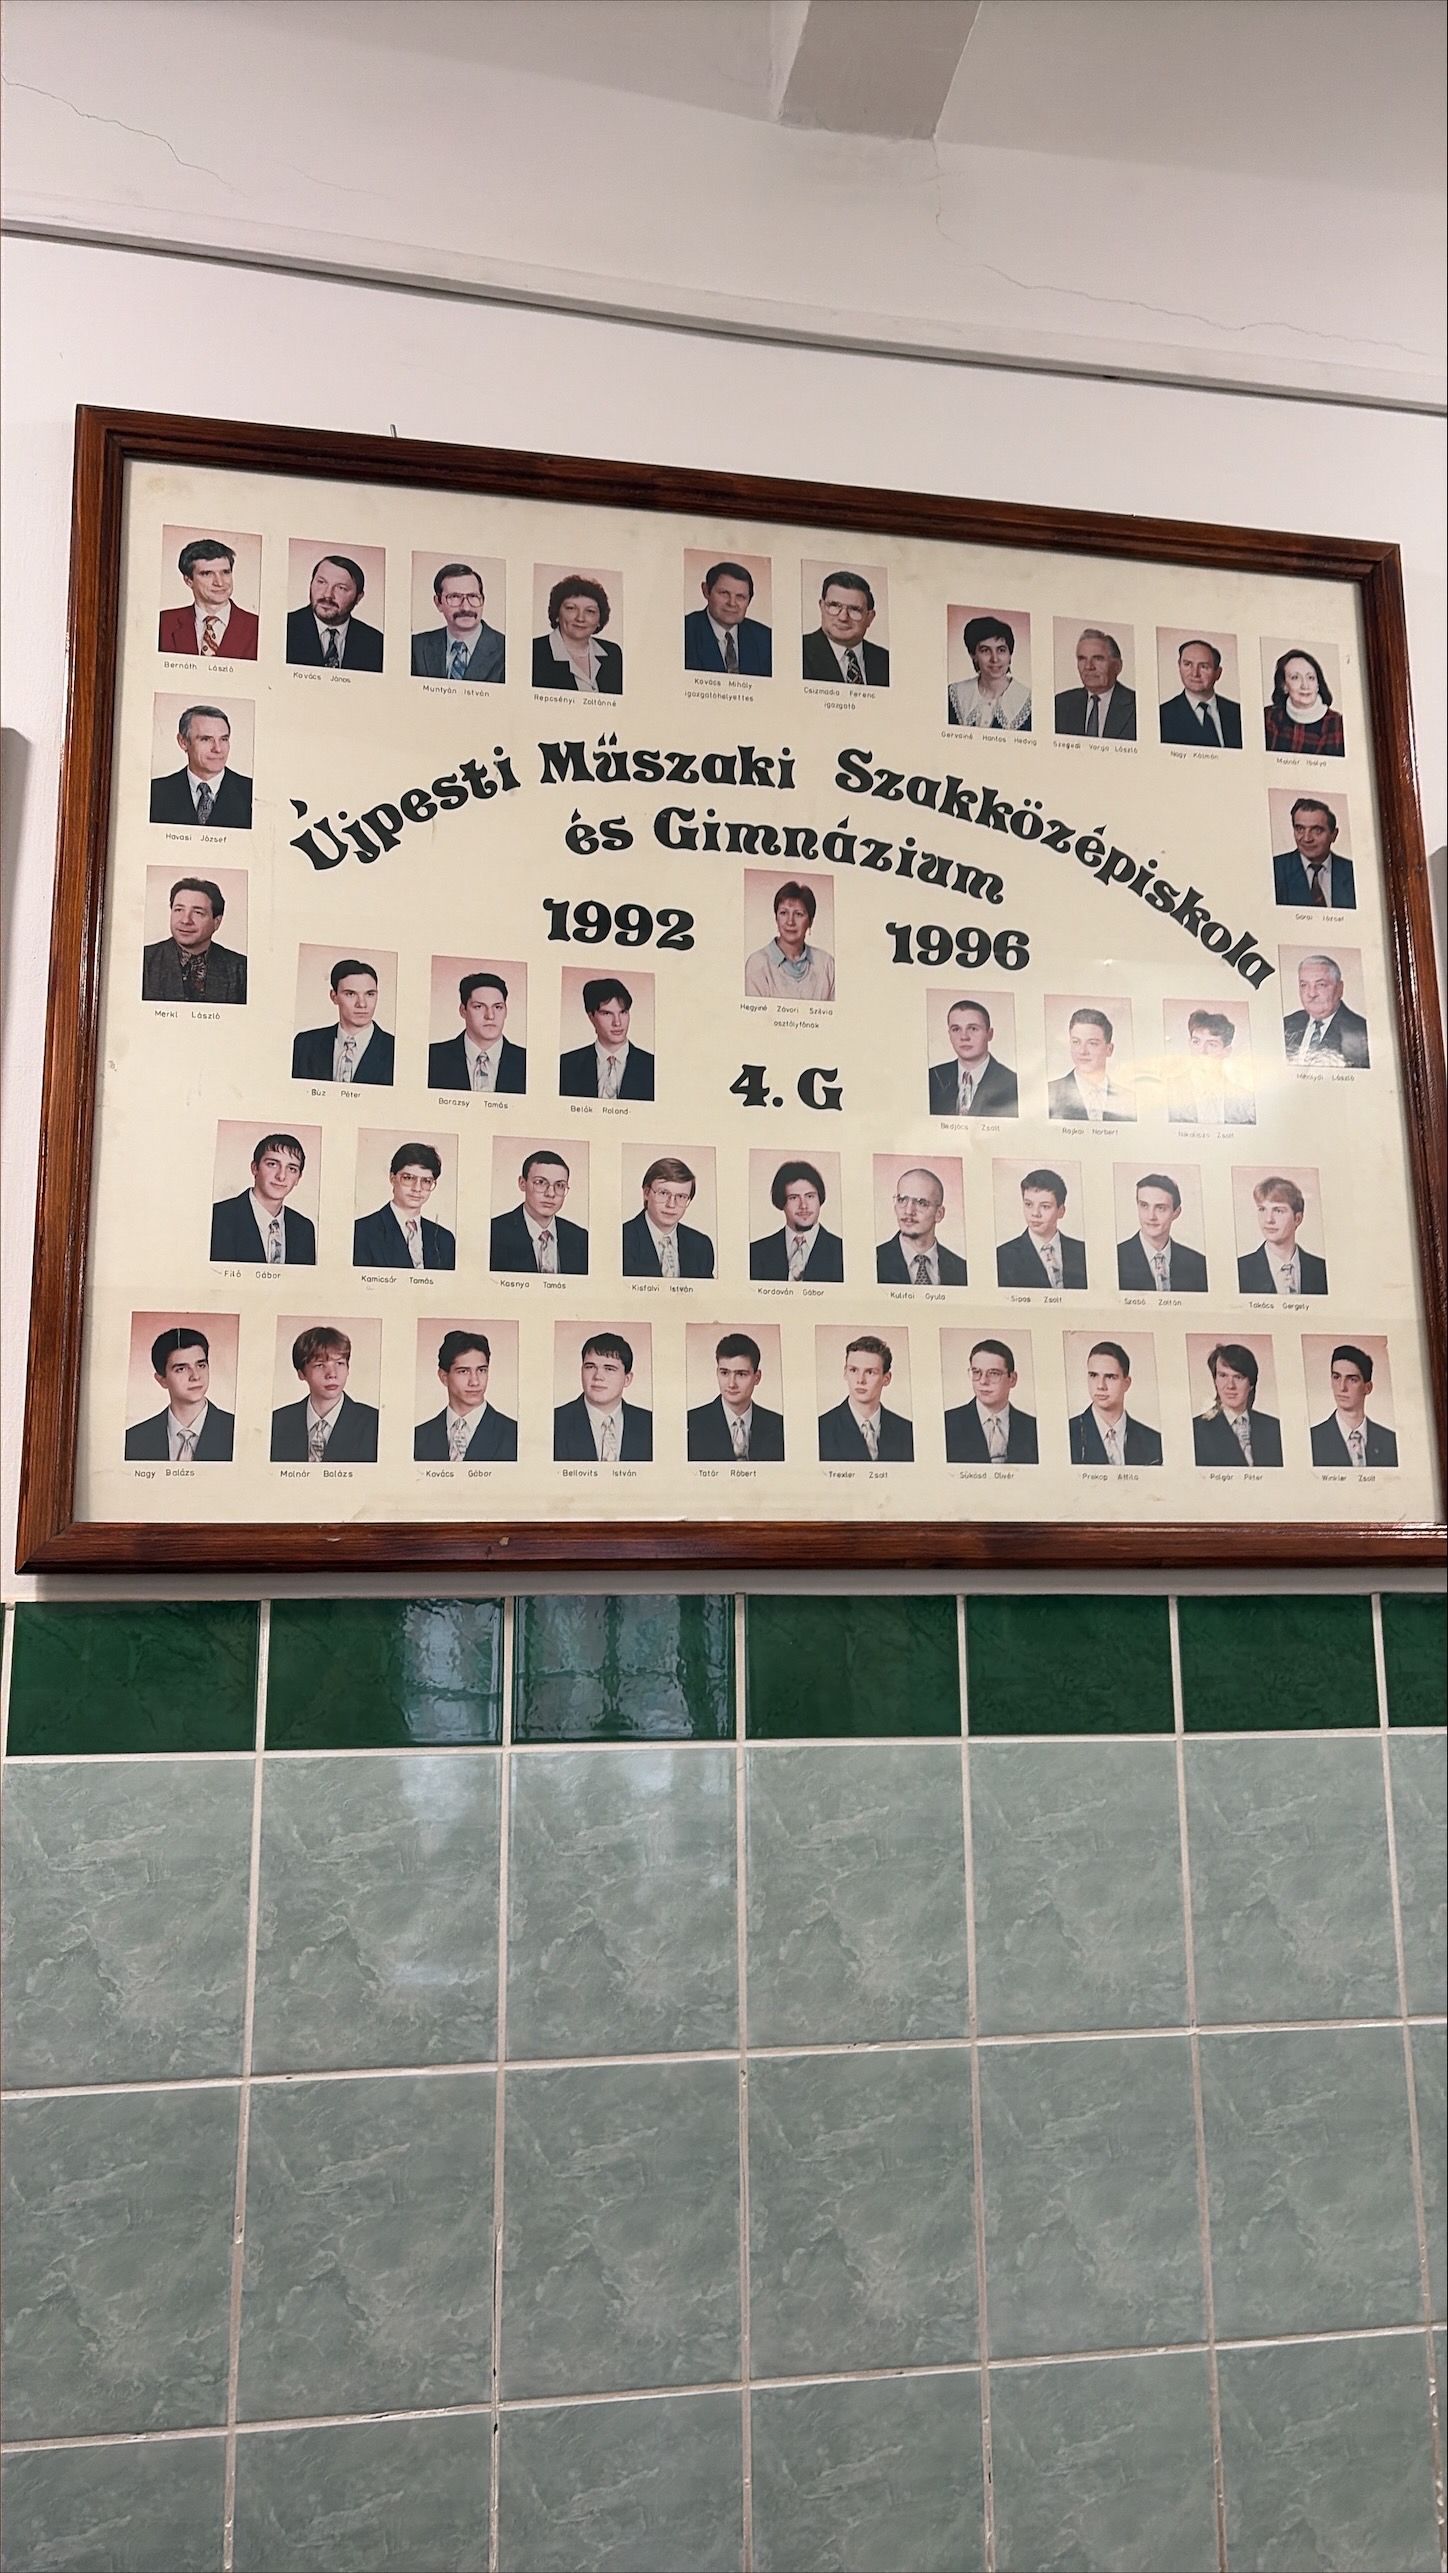 Bernáth László
Kovács János
Muntyán István
Repcsényi Zoltánné
Kovács Mihály
igazgatóhelyettes
Csizmadia Ferenc
igazgató
Gervainé Hantos Hedvig
Szegedi Varga László
Nagy Kálmán
Molnár Ibolya
Havasi József
Újpesti Műszaki Szakközépiskola
és Gimnázium
1992
1996
József
Merkl László
Hegyiné Závori Szilvia
osztályfőnök
László
4. G
Búz Péter
Barazsy Tamás
Belák Roland
Bedjács Zsolt
Rajkai Norbert
Zsolt
Filó Gábor
Kamicsár Tamás
Kasnya Tamás
Kisfalvi István
Kordován Gábor
Kulifai Gyula
Sipos Zsolt
Szabó Zoltán
Takács Gergely
Nagy Balázs
Molnár Balázs
Kovács Gábor
Bellovits István
Tatár Róbert
Trexler Zsolt
Sükösd Olivér
Prokop Attila
Polgár Péter
Winkler Zsolt